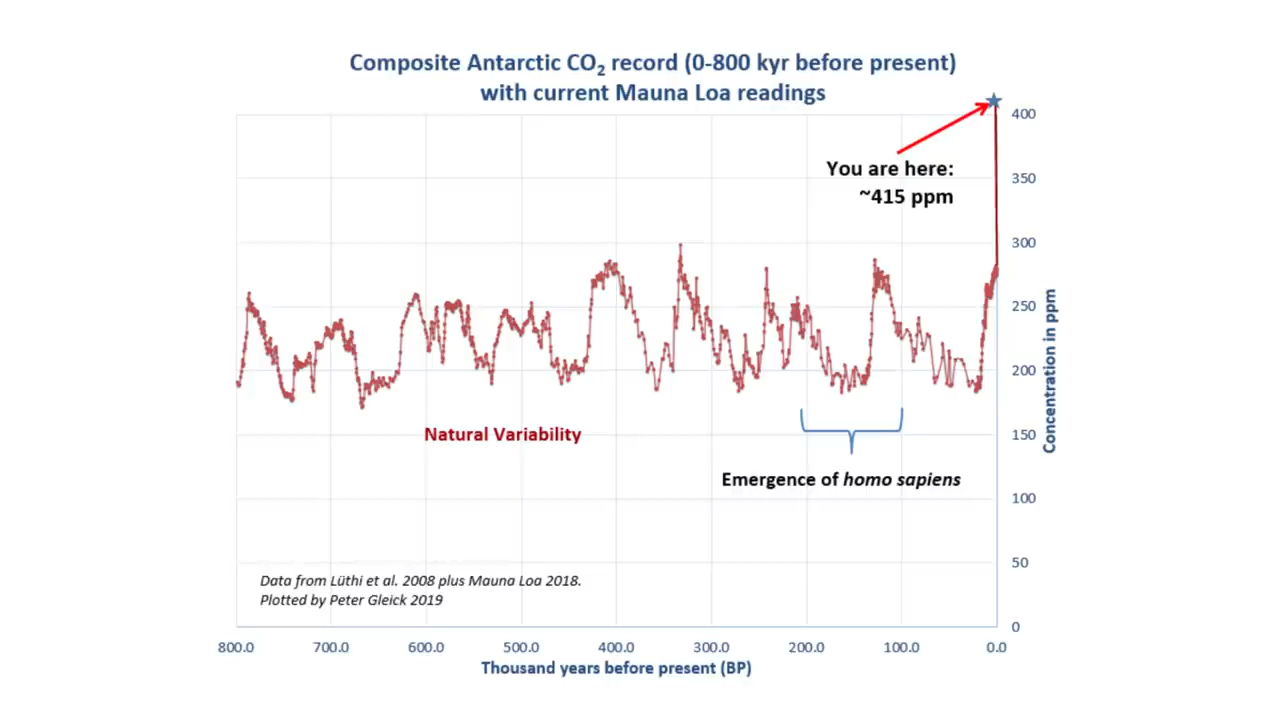 Composite Antarctic CO₂ record (0-800 kyr before present)
with current Mauna Loa readings
400
You are here:
~415 ppm
350
300
250
200
150
100
50
0
Concentration in ppm
Natural Variability
Emergence of homo sapiens
Data from Lüthi et al. 2008 plus Mauna Loa 2018.
Plotted by Peter Gleick 2019
800.0 700.0 600.0 500.0 400.0 300.0 200.0 100.0 0.0
Thousand years before present (BP)